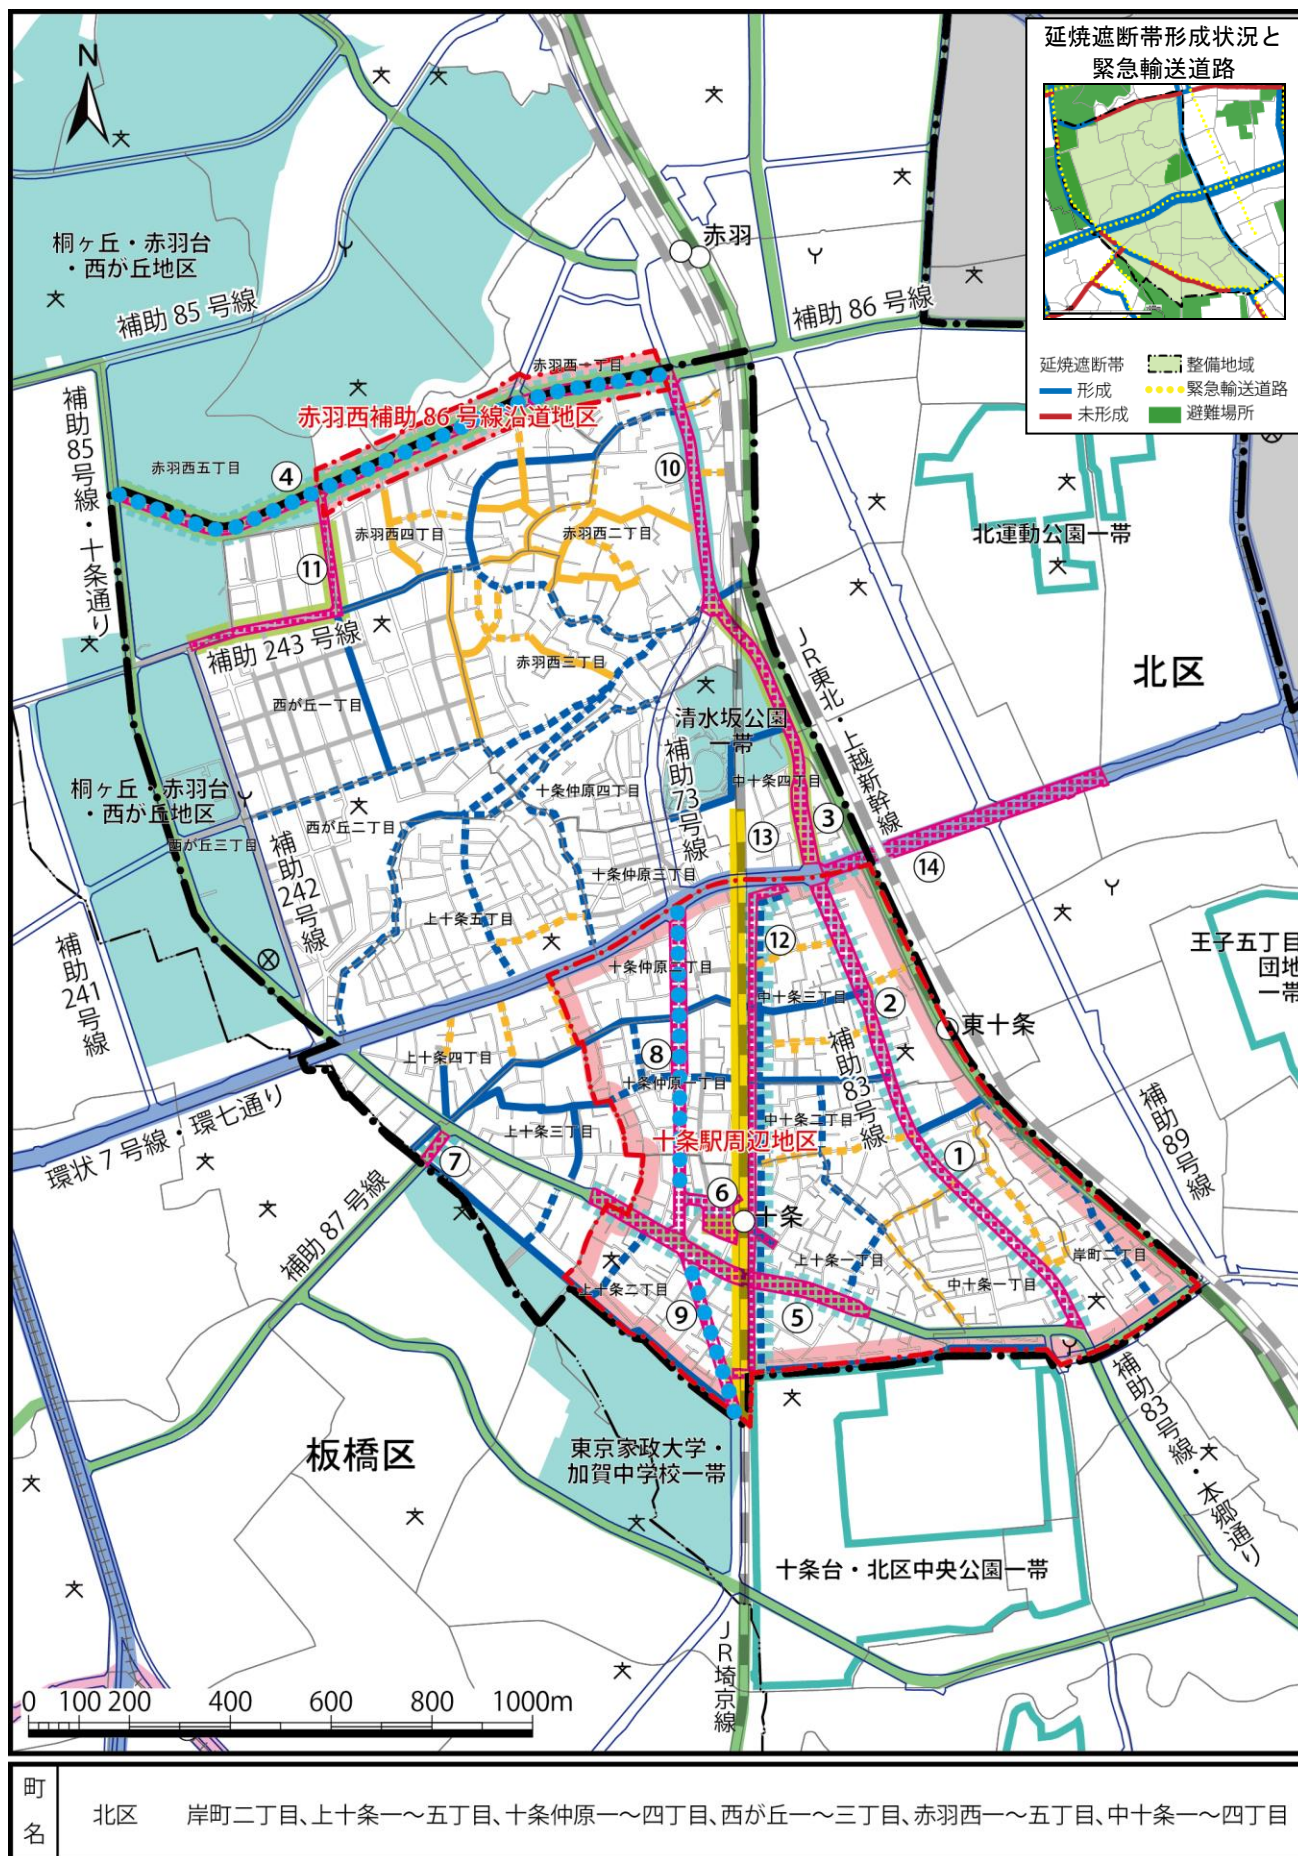 延焼遮断帯形成状況と
緊急輸送道路
延焼遮断帯
形成
未形成
整備地域
緊急輸送道路
避難場所
N
赤羽
桐ヶ丘・赤羽台
・西が丘地区
補助 85 号線
補助 86 号線
赤羽西一丁目
赤羽西補助 86 号線沿道地区
補助85号線・十条通り
赤羽西五丁目
④
⑩
北運動公園一帯
赤羽西四丁目
赤羽西二丁目
⑪
補助 243 号線
赤羽西三丁目
JR東北・上越新幹線
北区
西が丘一丁目
清水坂公園
一帯
補助73号線
中十条四丁目
桐ヶ丘・赤羽台
・西が丘地区
十条仲原四丁目
西が丘二丁目
西が丘三丁目
③
⑬
⑭
補助242号線
十条仲原三丁目
上十条五丁目
補助241号線
⑫
王子五丁目
団地
一帯
十条仲原二丁目
中十条三丁目
②
東十条
上十条四丁目
⑧
補助83号線
十条仲原一丁目
環状 7 号線・環七通り
上十条三丁目
中十条二丁目
十条駅周辺地区
①
補助89号線
⑦
⑥
十条
補助 87 号線
上十条一丁目
岸町二丁目
上十条二丁目
中十条一丁目
⑨
⑤
補助83号線・本郷通り
板橋区
東京家政大学・
加賀中学校一帯
十条台・北区中央公園一帯
JR埼京線
0 100 200 400 600 800 1000m
町名
北区 岸町二丁目、上十条一～五丁目、十条仲原一～四丁目、西が丘一～三丁目、赤羽西一～五丁目、中十条一～四丁目